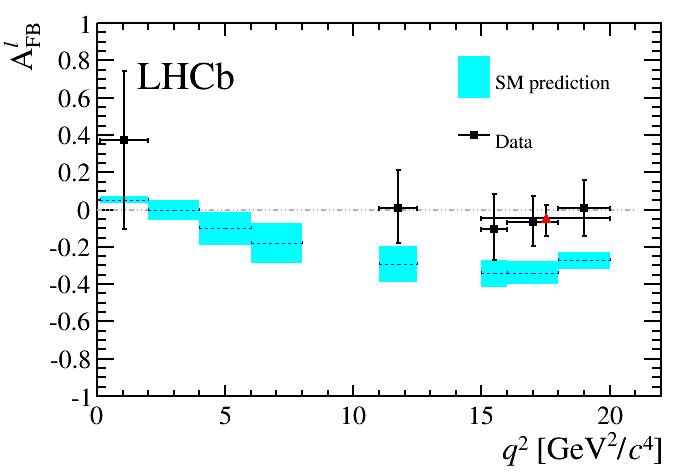 A^l_FB
1
0.8
0.6
0.4
0.2
0
-0.2
-0.4
-0.6
-0.8
-1
LHCb
SM prediction
Data
0 5 10 15 20
q² [GeV²/c⁴]